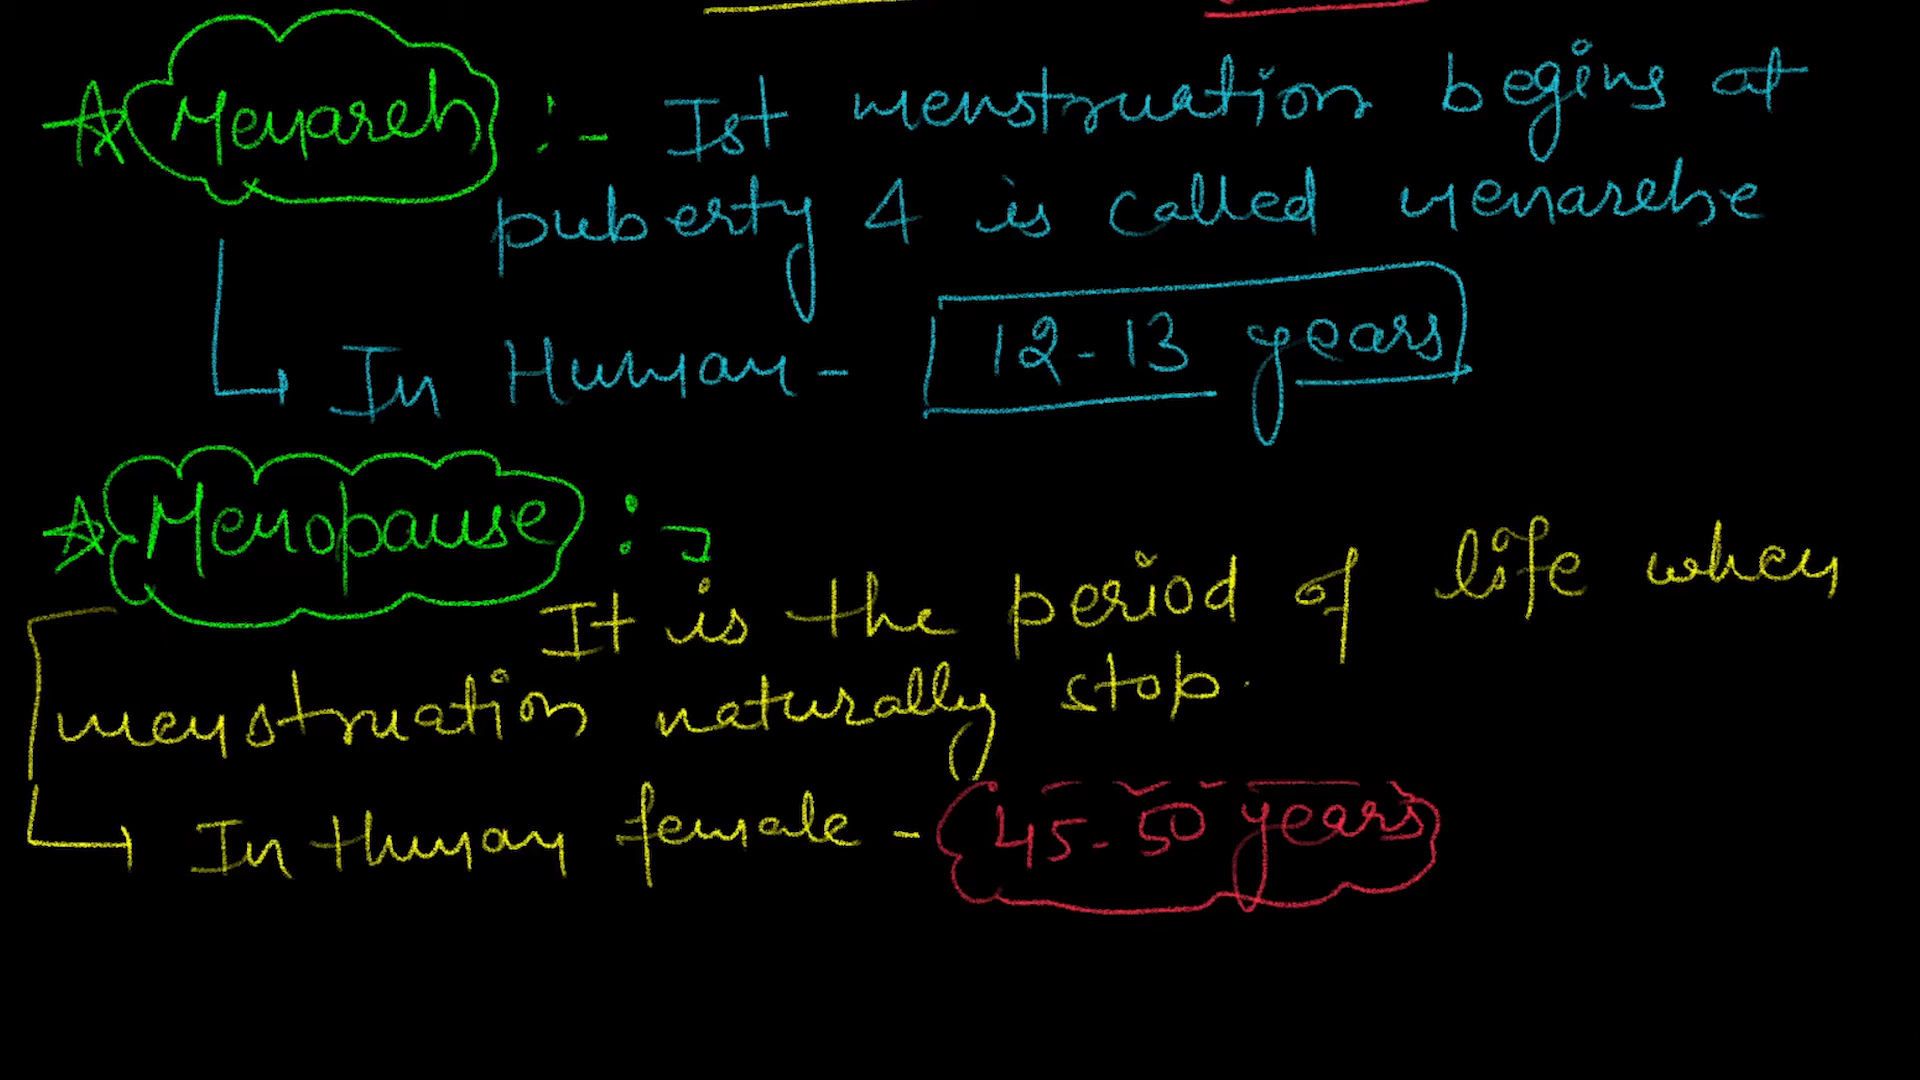 Menarch :- Ist menstruation begins at
puberty 4 is called menarche
In Human - 12-13 years
Menopause :-
It is the period of life when
menstruation naturally stop.
In Human female - 45-50 years